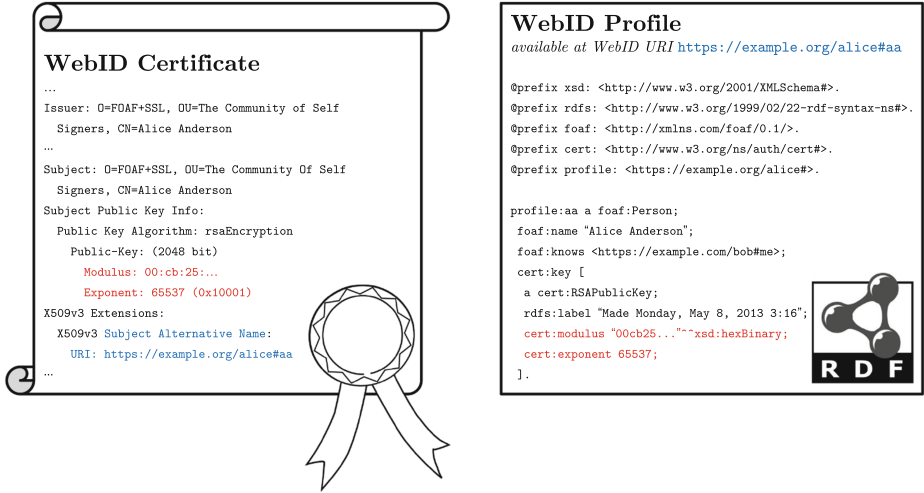 WebID Certificate
...
Issuer: O=FOAF+SSL, OU=The Community of Self
Signers, CN=Alice Anderson
...
Subject: O=FOAF+SSL, OU=The Community Of Self
Signers, CN=Alice Anderson
Subject Public Key Info:
Public Key Algorithm: rsaEncryption
Public-Key: (2048 bit)
Modulus: 00:cb:25:...
Exponent: 65537 (0x10001)
X509v3 Extensions:
X509v3 Subject Alternative Name:
URI: https://example.org/alice#aa
...
WebID Profile
available at WebID URI https://example.org/alice#aa
@prefix xsd: <http://www.w3.org/2001/XMLSchema#>.
@prefix rdfs: <http://www.w3.org/1999/02/22-rdf-syntax-ns#>.
@prefix foaf: <http://xmlns.com/foaf/0.1/>.
@prefix cert: <http://www.w3.org/ns/auth/cert#>.
@prefix profile: <https://example.org/alice#>.
profile:aa a foaf:Person;
foaf:name “Alice Anderson”;
foaf:knows <https://example.com/bob#me>;
cert:key [
a cert:RSAPublicKey;
rdfs:label “Made Monday, May 8, 2013 3:16”;
cert:modulus “00cb25...”^^xsd:hexBinary;
cert:exponent 65537;
].
RDF